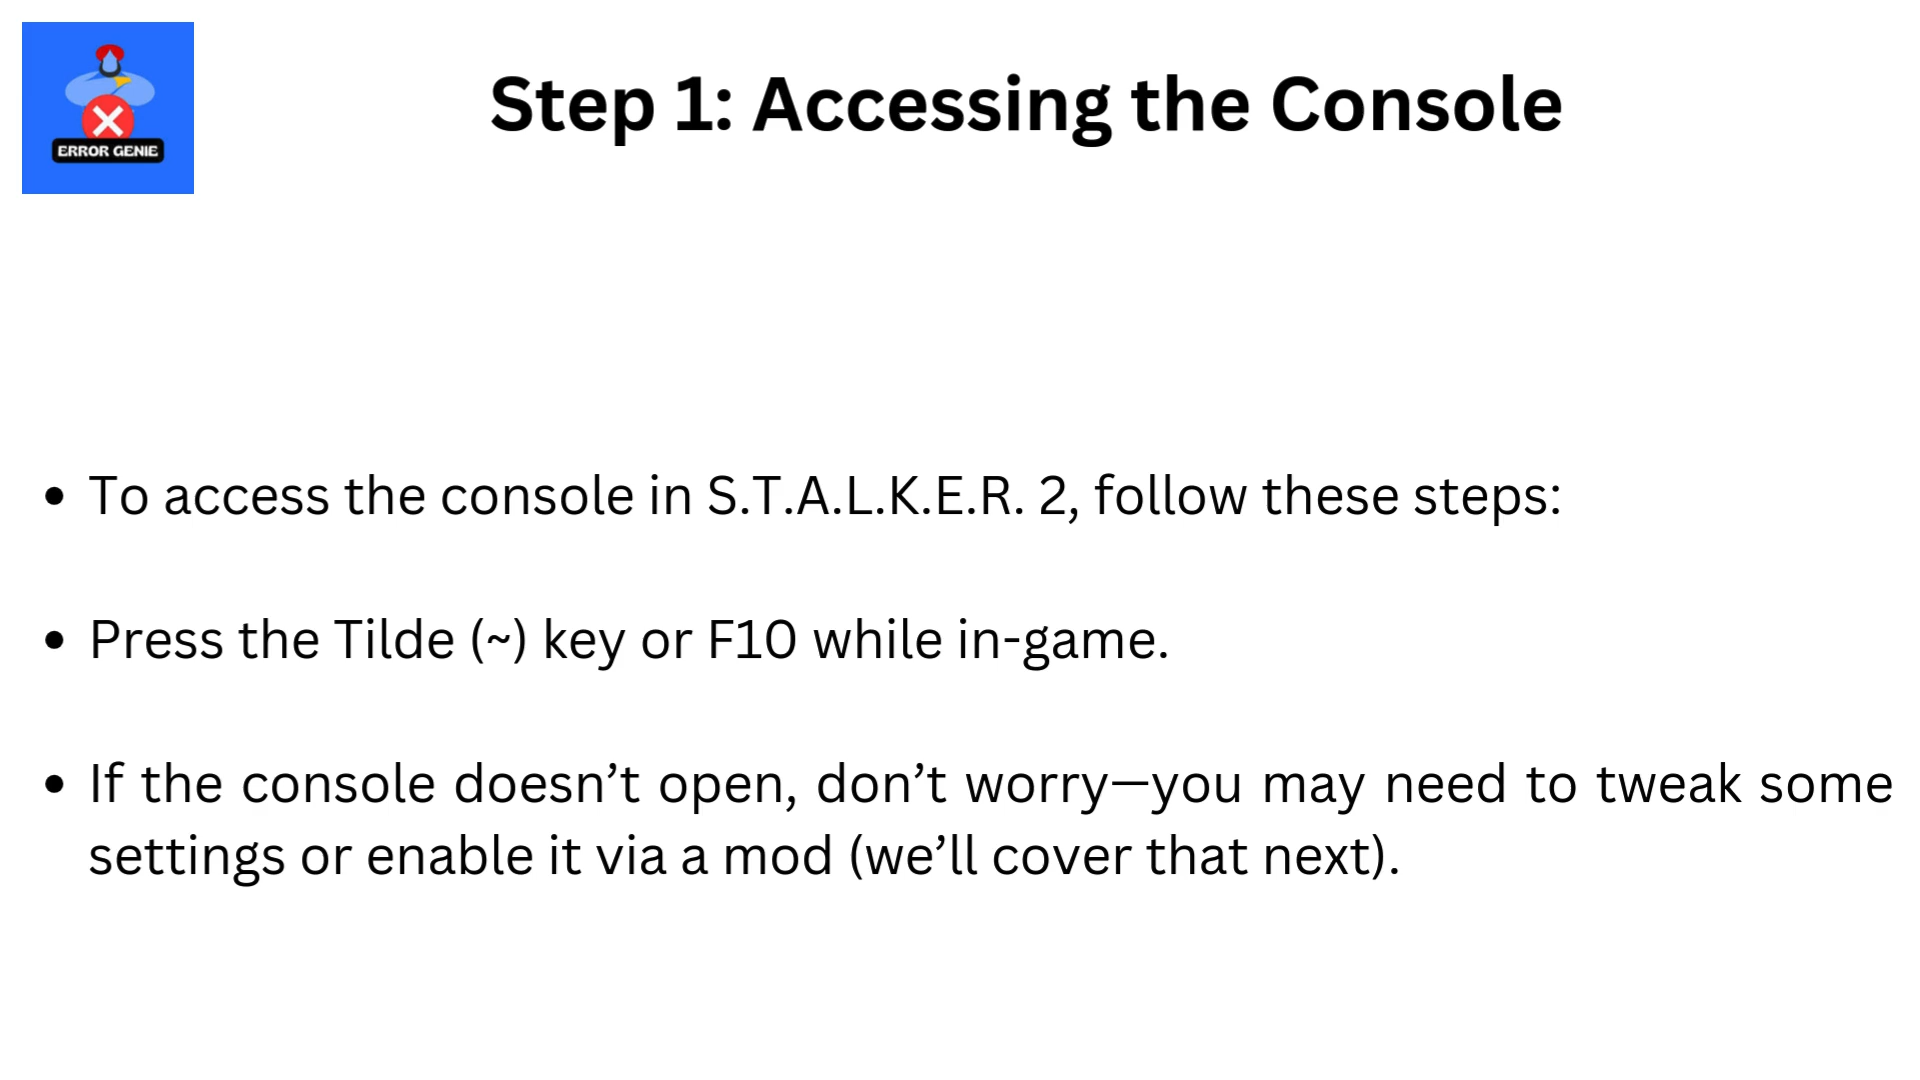 ERROR GENIE
Step 1: Accessing the Console
• To access the console in S.T.A.L.K.E.R. 2, follow these steps:
• Press the Tilde (~) key or F10 while in-game.
• If the console doesn’t open, don’t worry—you may need to tweak some
settings or enable it via a mod (we’ll cover that next).